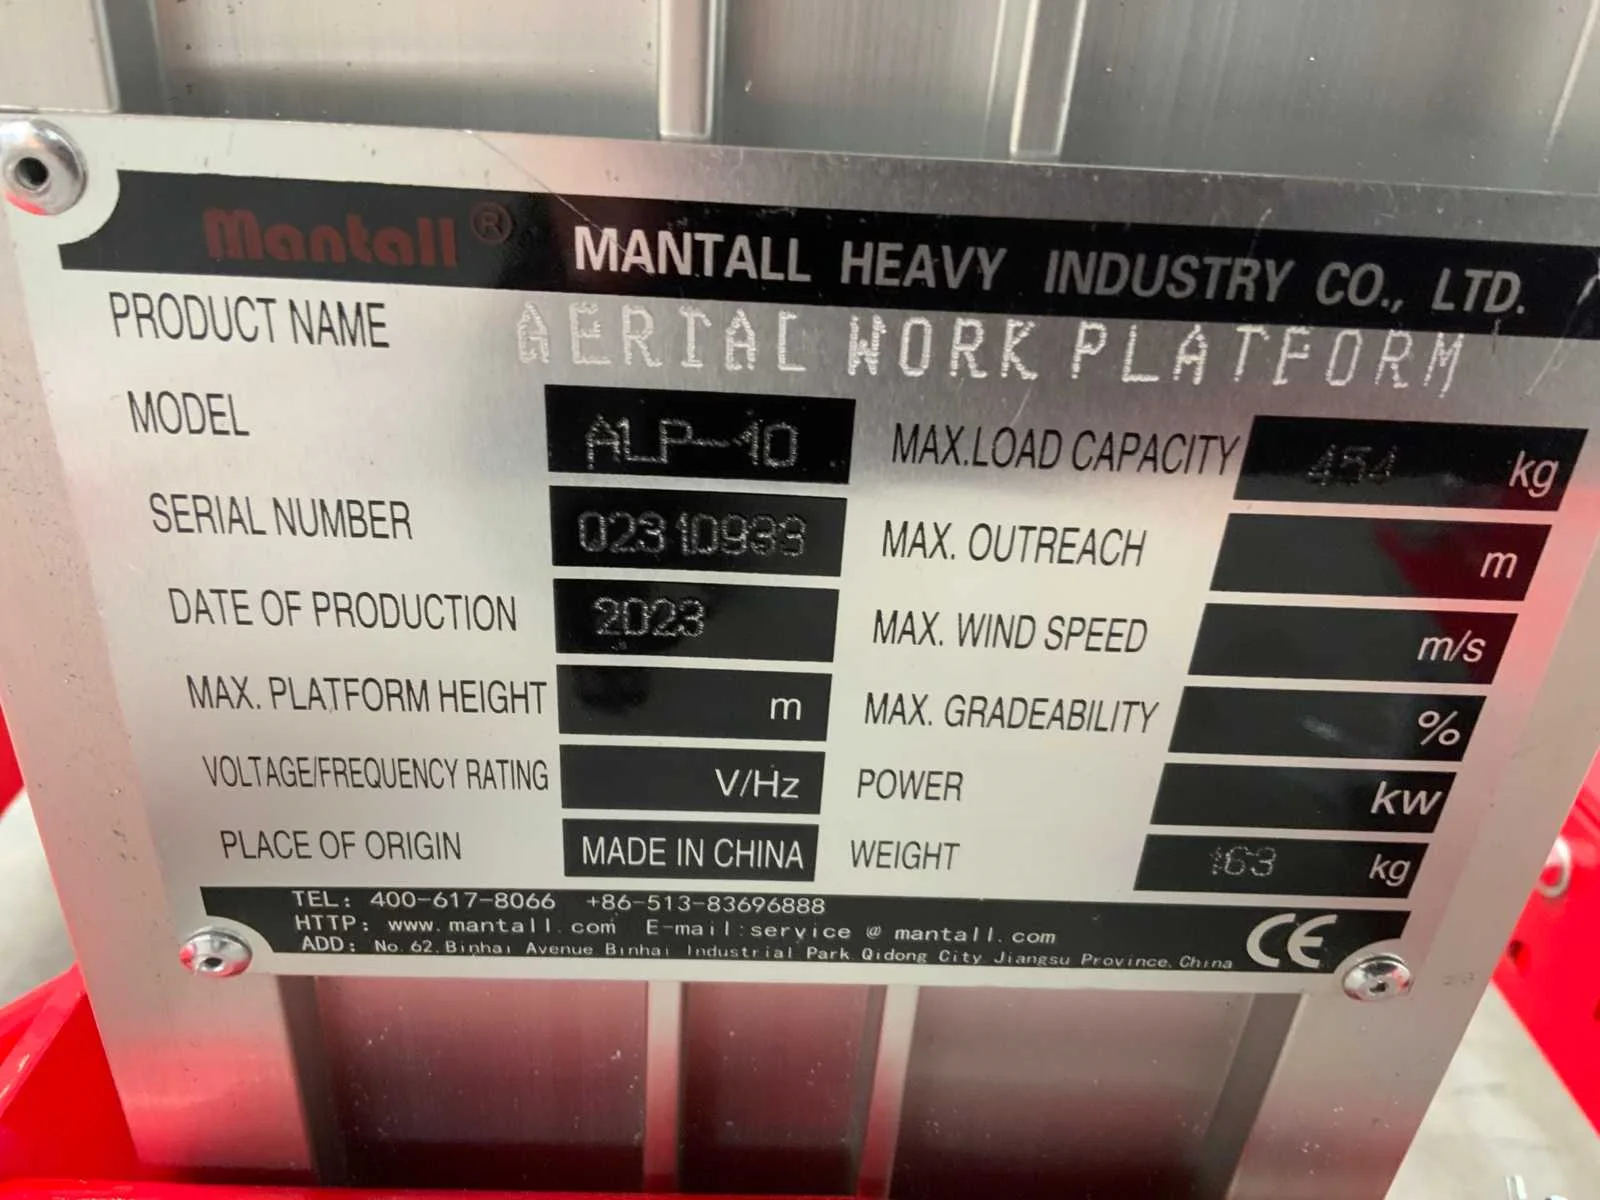 Mantall® MANTALL HEAVY INDUSTRY CO., LTD.
PRODUCT NAME AERIAL WORK PLATFORM
MODEL ALP-10 MAX.LOAD CAPACITY 454 kg
SERIAL NUMBER 02310933 MAX. OUTREACH m
DATE OF PRODUCTION 2023 MAX. WIND SPEED m/s
MAX. PLATFORM HEIGHT m MAX. GRADEABILITY %
VOLTAGE/FREQUENCY RATING V/Hz POWER kw
PLACE OF ORIGIN MADE IN CHINA WEIGHT 163 kg
TEL: 400-617-8066 +86-513-83696888
HTTP: www.mantall.com E-mail:service @ mantall.com
ADD: No.62,Binhai Avenue Binhai Industrial Park Qidong City Jiangsu Province,China
CE